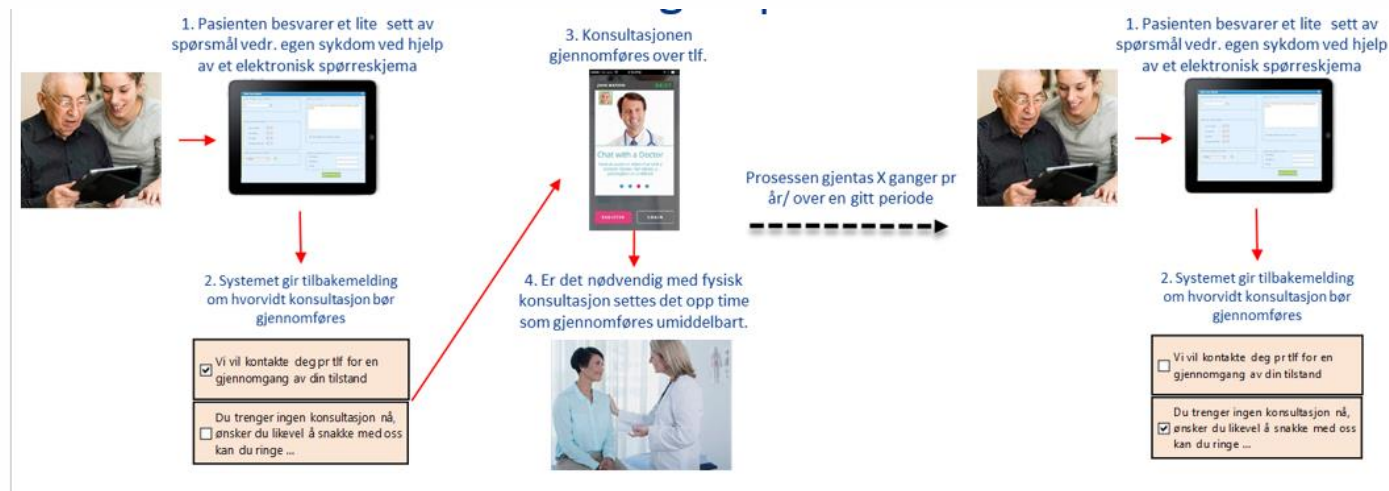 1. Pasienten besvarer et lite sett av
spørsmål vedr. egen sykdom ved hjelp
av et elektronisk spørreskjema
2. Systemet gir tilbakemelding
om hvorvidt konsultasjon bør
gjennomføres
Vi vil kontakte deg pr tlf for en
gjennomgang av din tilstand
Du trenger ingen konsultasjon nå,
ønsker du likevel å snakke med oss
kan du ringe ...
3. Konsultasjonen
gjennomføres over tlf.
Chat with a Doctor
4. Er det nødvendig med fysisk
konsultasjon settes det opp time
som gjennomføres umiddelbart.
Prosessen gjentas X ganger pr
år/ over en gitt periode
1. Pasienten besvarer et lite sett av
spørsmål vedr. egen sykdom ved hjelp
av et elektronisk spørreskjema
2. Systemet gir tilbakemelding
om hvorvidt konsultasjon bør
gjennomføres
Vi vil kontakte deg pr tlf for en
gjennomgang av din tilstand
Du trenger ingen konsultasjon nå,
ønsker du likevel å snakke med oss
kan du ringe ...